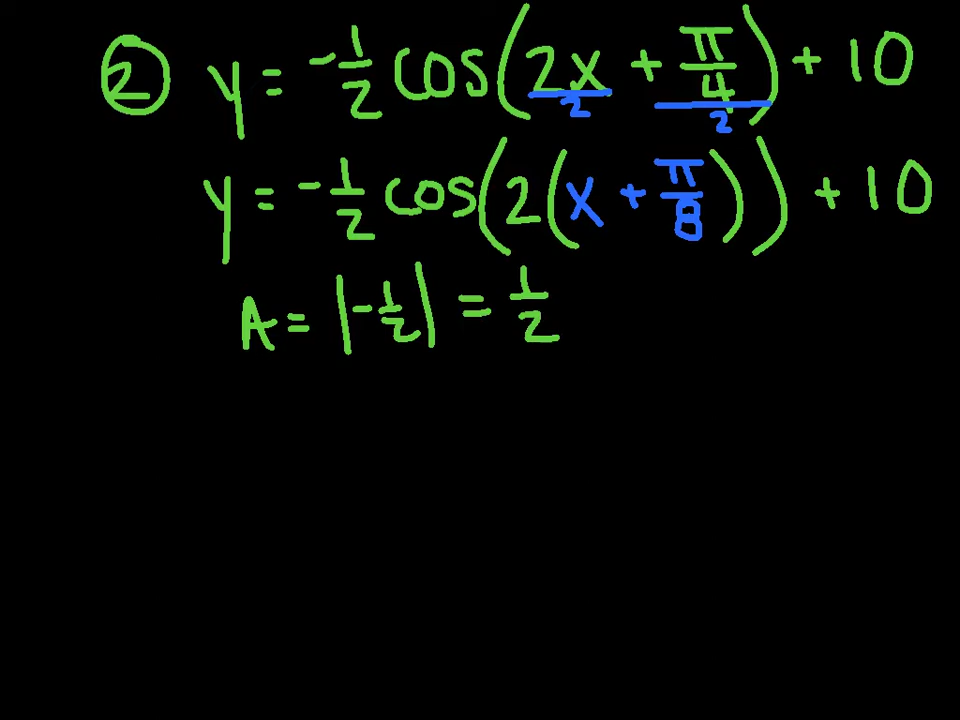 ② y = -1/2 cos(2x/2 + π/4/2) + 10
y = -1/2 cos(2(x + π/8)) + 10
A = |-1/2| = 1/2